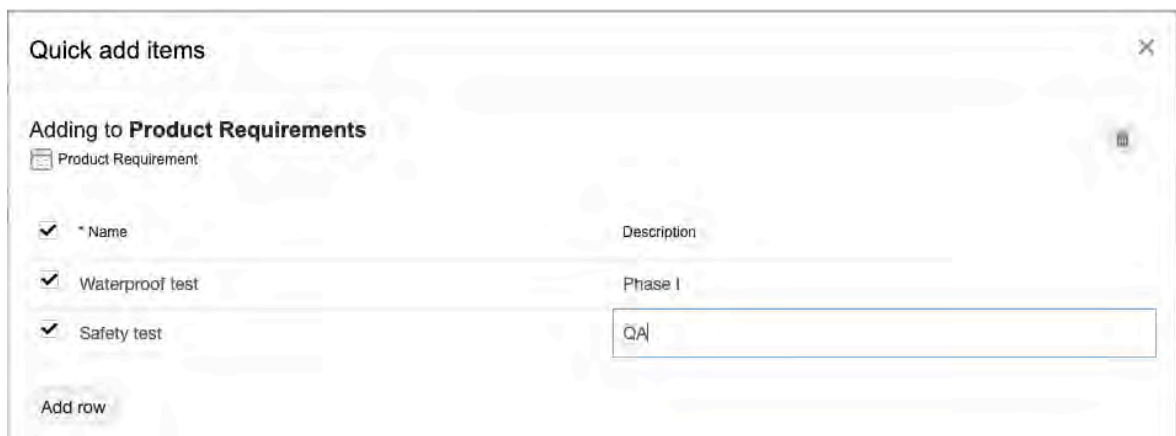 Quick add items
Adding to Product Requirements
Product Requirement
* Name Description
Waterproof test Phase I
Safety test QA
Add row